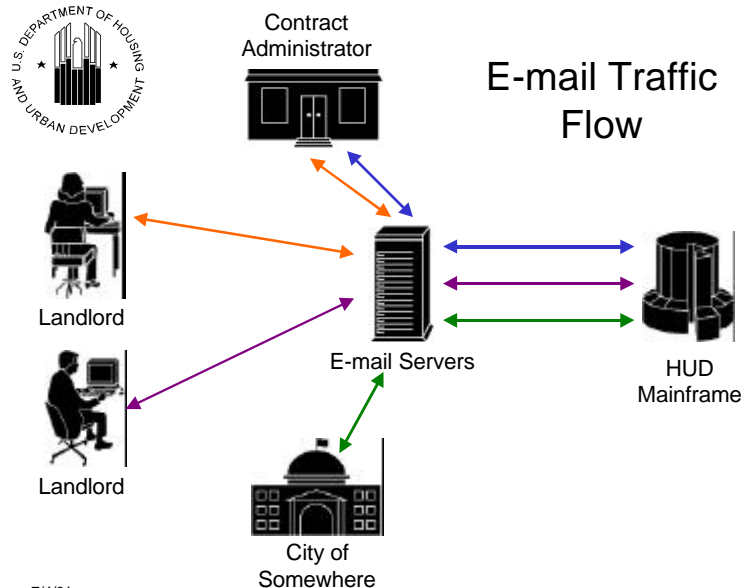 U.S. DEPARTMENT OF HOUSING
AND URBAN DEVELOPMENT
Contract
Administrator
E-mail Traffic
Flow
Landlord
E-mail Servers
HUD
Mainframe
Landlord
City of
Somewhere